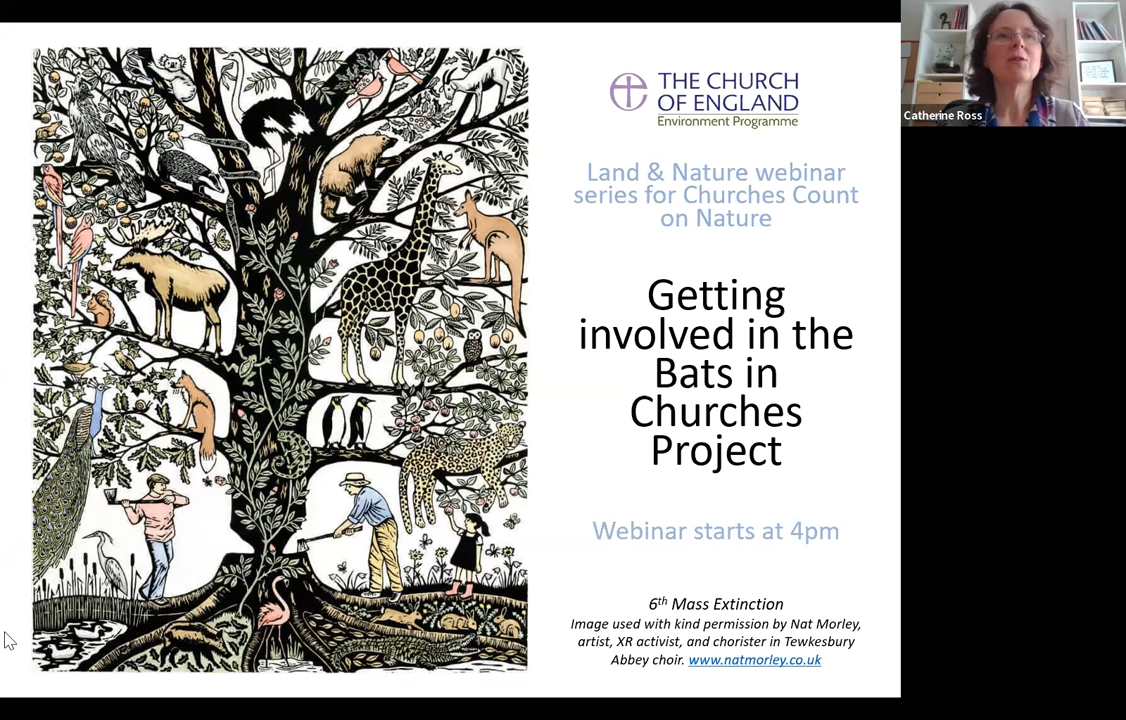 THE CHURCH
OF ENGLAND
Environment Programme
Catherine Ross
Land & Nature webinar
series for Churches Count
on Nature
Getting
involved in the
Bats in
Churches
Project
Webinar starts at 4pm
6th Mass Extinction
Image used with kind permission by Nat Morley,
artist, XR activist, and chorister in Tewkesbury
Abbey choir. www.natmorley.co.uk